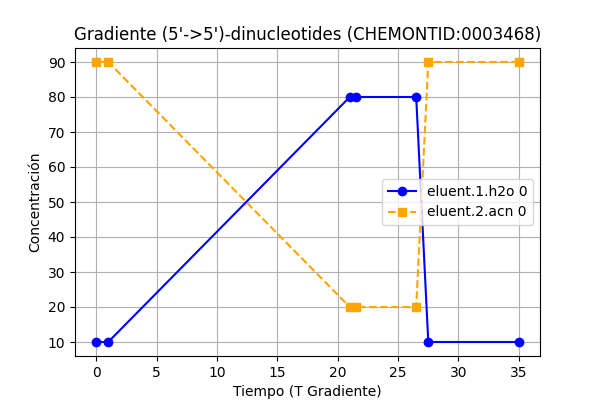 Gradiente (5'->5')-dinucleotides (CHEMONTID:0003468)
Concentración
90
80
70
60
50
40
30
20
10
eluent.1.h2o 0
eluent.2.acn 0
0 5 10 15 20 25 30 35
Tiempo (T Gradiente)